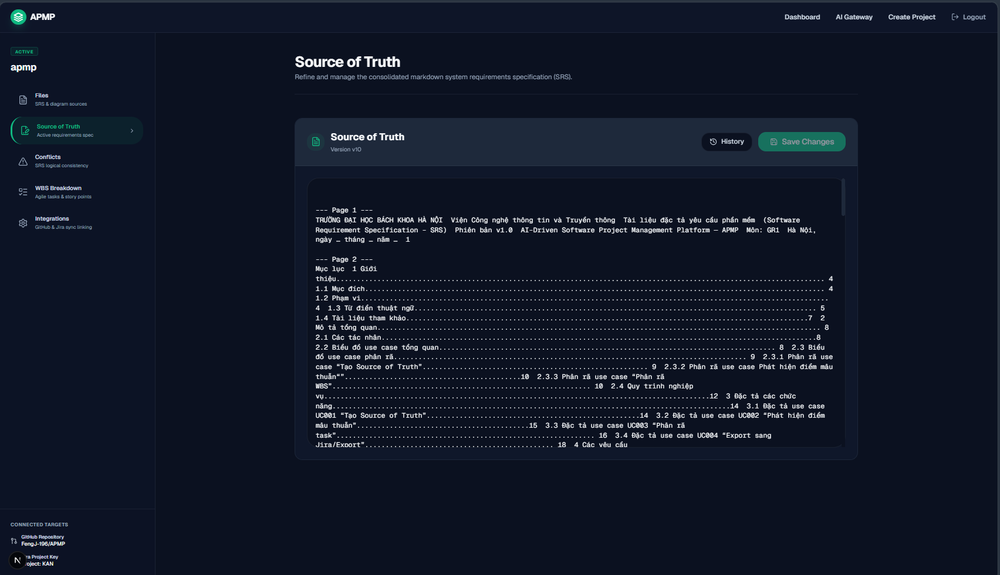 APMP
Dashboard
AI Gateway
Create Project
Logout
ACTIVE
apmp
Files
SRS & diagram sources
Source of Truth
Active requirements spec
Conflicts
SRS logical consistency
WBS Breakdown
Agile tasks & story points
Integrations
GitHub & Jira sync linking
CONNECTED TARGETS
GitHub Repository
FengJ-196/APMP
ra Project Key
oject: KAN
N
Source of Truth
Refine and manage the consolidated markdown system requirements specification (SRS).
Source of Truth
Version v10
History
Save Changes
--- Page 1 ---
TRƯỜNG ĐẠI HỌC BÁCH KHOA HÀ NỘI  Viện Công nghệ thông tin và Truyền thông  Tài liệu đặc tả yêu cầu phần mềm  (Software
Requirement Specification - SRS)  Phiên bản v1.0  AI-Driven Software Project Management Platform – APMP  Môn: GR1  Hà Nội,
ngày … tháng … năm …  1
--- Page 2 ---
Mục lục  1 Giới
thiệu....................................................................................................................... 4
1.1 Mục đích................................................................................................................ 4
1.2 Phạm vi..................................................................................................................
4  1.3 Từ điển thuật ngữ.................................................................................................. 5
1.4 Tài liệu tham khảo..................................................................................................7  2
Mô tả tổng quan............................................................................................................ 8
2.1 Các tác nhân..........................................................................................................8
2.2 Biểu đồ use case tổng quan.................................................................................. 8  2.3 Biểu
đồ use case phân rã...................................................................................... 9  2.3.1 Phân rã use
case “Tạo Source of Truth”....................................................... 9  2.3.2 Phân rã use case Phát hiện điểm mâu
thuẫn“”...........................................10  2.3.3 Phân rã use case “Phân rã
WBS”............................................................... 10  2.4 Quy trình nghiệp
vụ..............................................................................................12  3 Đặc tả các chức
năng.................................................................................................14  3.1 Đặc tả use case
UC001 “Tạo Source of Truth”....................................................14  3.2 Đặc tả use case UC002 “Phát hiện điểm
mâu thuẫn”..........................................15  3.3 Đặc tả use case UC003 “Phân rã
task”............................................................... 16  3.4 Đặc tả use case UC004 “Export sang
Jira/Export”.............................................. 18  4 Các yêu cầu